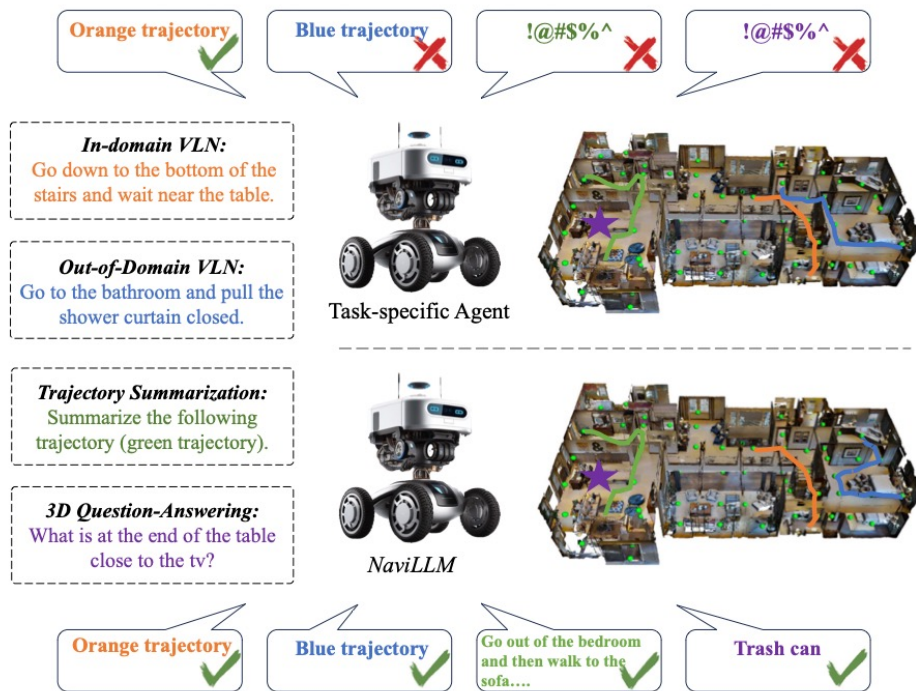 Orange trajectory
Blue trajectory
!@#$%^
!@#$%^
In-domain VLN:
Go down to the bottom of the
stairs and wait near the table.
Out-of-Domain VLN:
Go to the bathroom and pull the
shower curtain closed.
Task-specific Agent
Trajectory Summarization:
Summarize the following
trajectory (green trajectory).
3D Question-Answering:
What is at the end of the table
close to the tv?
NaviLLM
Orange trajectory
Blue trajectory
Go out of the bedroom
and then walk to the
sofa….
Trash can